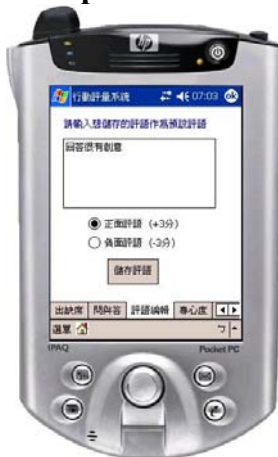 hp
行動評量系統 07:03 ok
請輸入想儲存的評語作為預設評語
回答很有創意
正面評語 (+3分)
負面評語 (-3分)
儲存評語
出缺席 問與答 評語編輯 專心度
選單
iPAQ Pocket PC